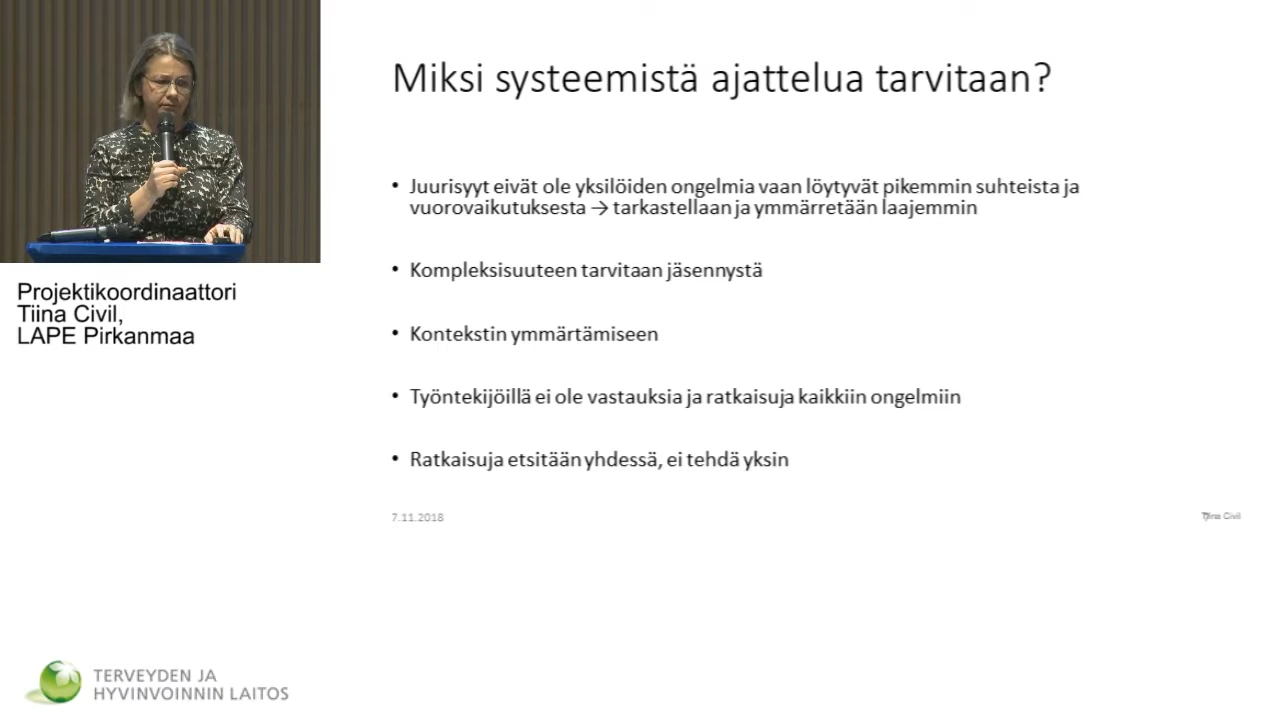 Miksi systeemistä ajattelua tarvitaan?
• Juurisyyt eivät ole yksilöiden ongelmia vaan löytyvät pikemmin suhteista ja
vuorovaikutuksesta → tarkastellaan ja ymmärretään laajemmin
• Kompleksisuuteen tarvitaan jäsennystä
• Kontekstin ymmärtämiseen
• Työntekijöillä ei ole vastauksia ja ratkaisuja kaikkiin ongelmiin
• Ratkaisuja etsitään yhdessä, ei tehdä yksin
7.11.2018
Tiina Civil
Projektikoordinaattori
Tiina Civil,
LAPE Pirkanmaa
TERVEYDEN JA
HYVINVOINNIN LAITOS